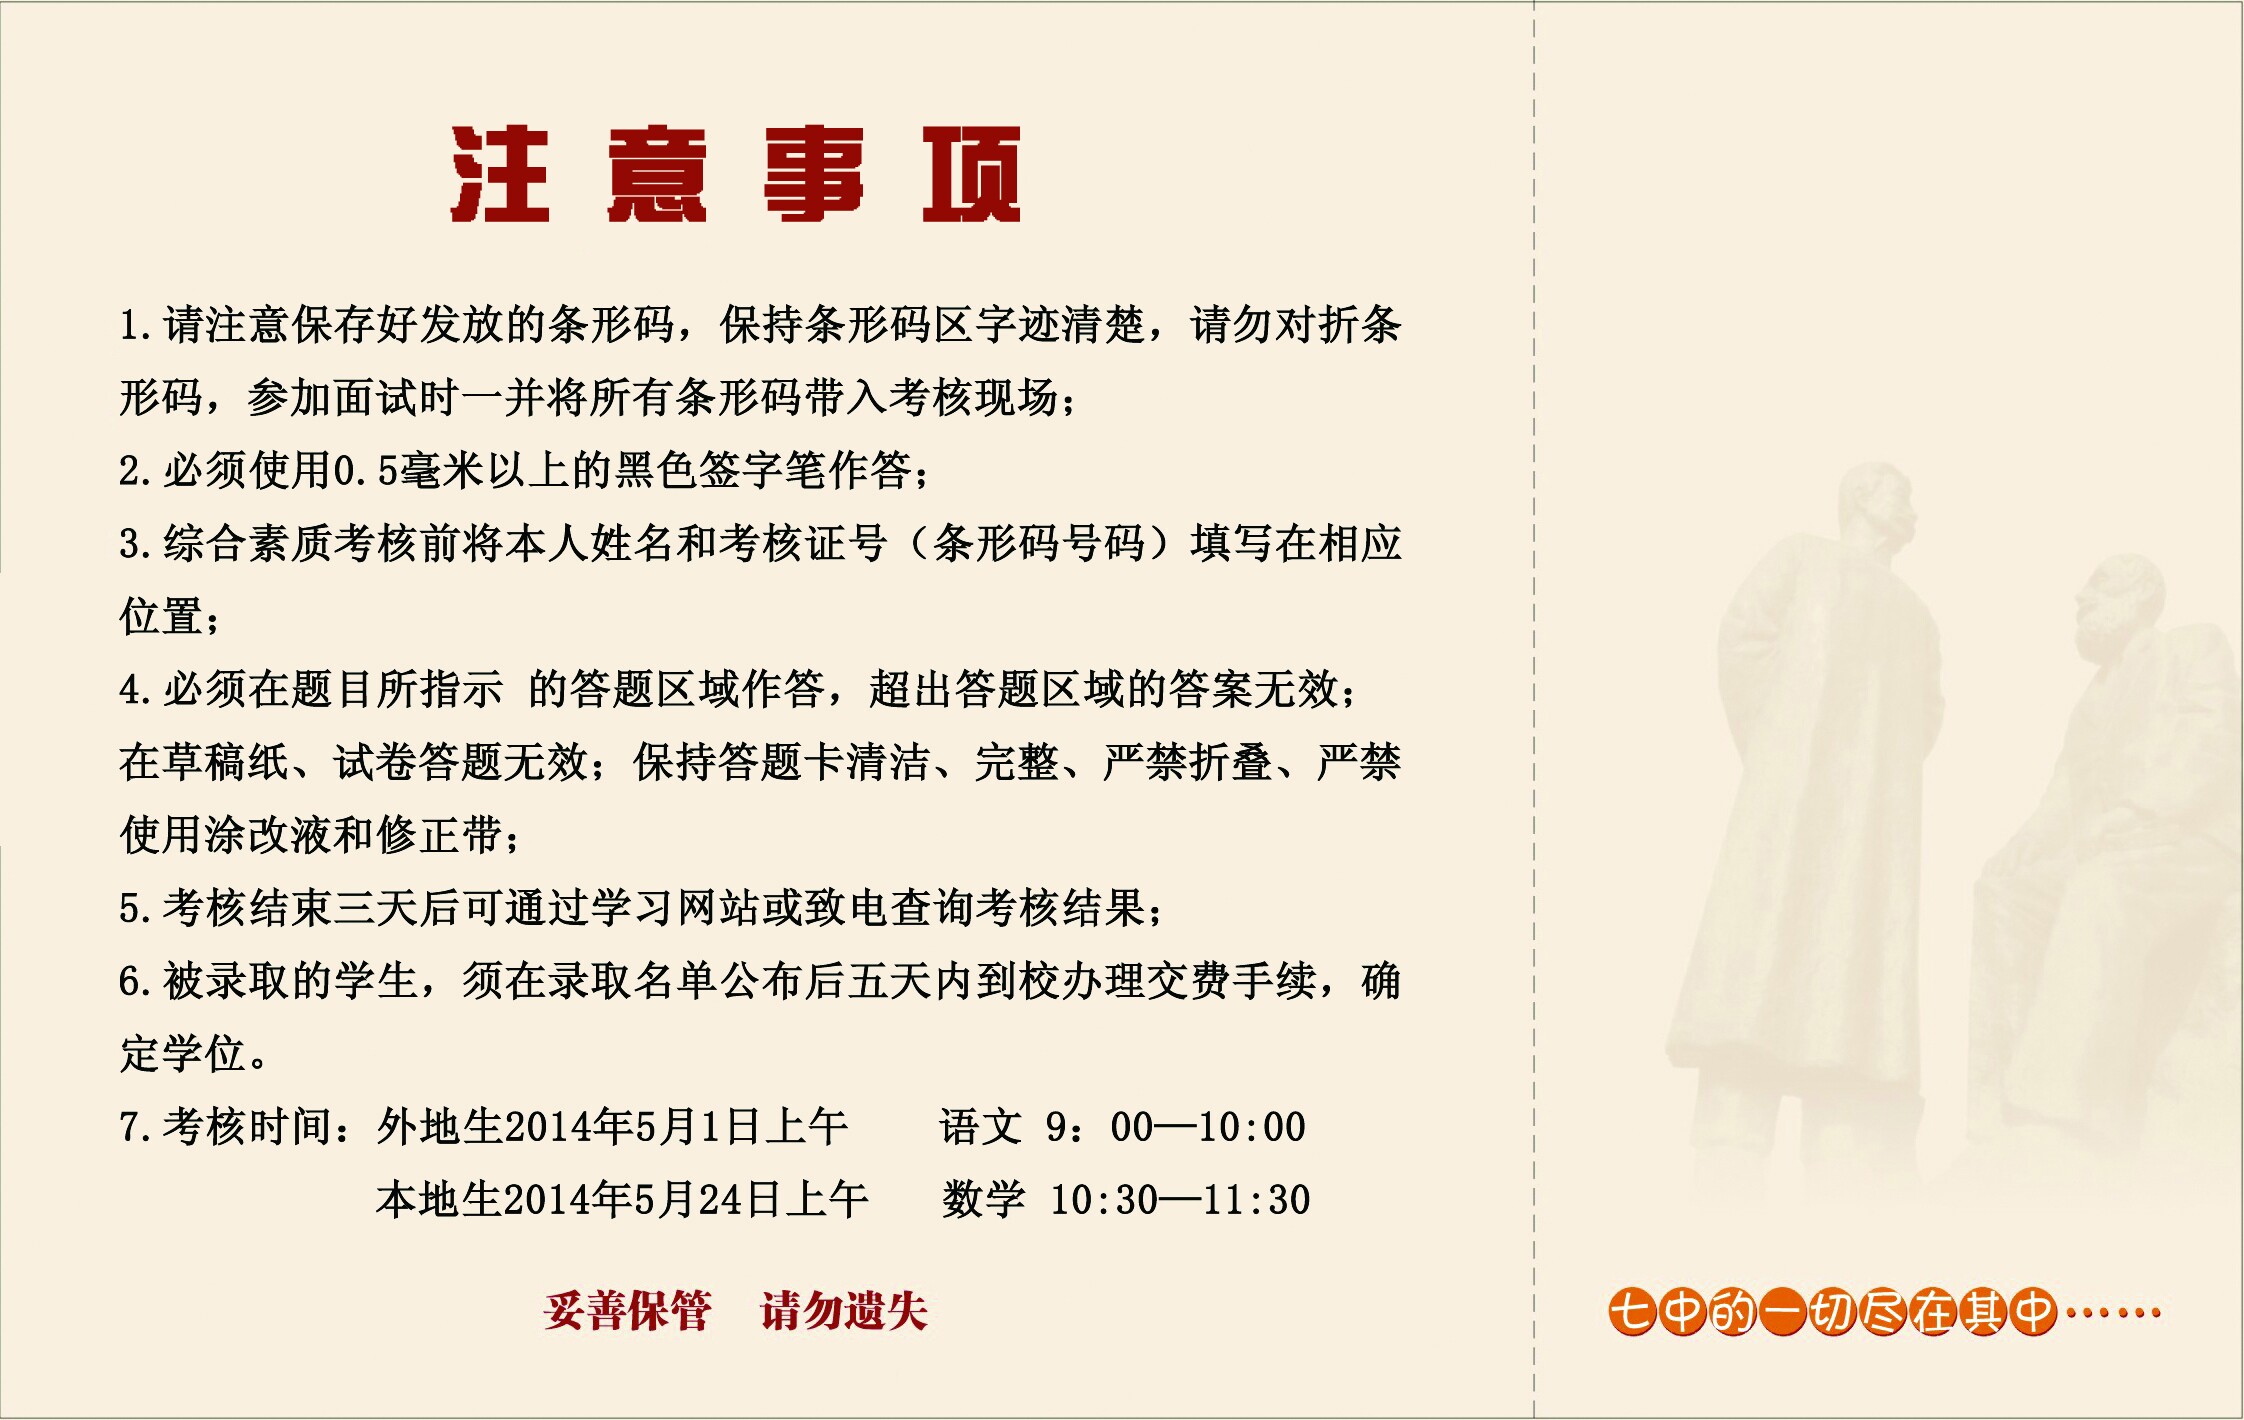 注意事项
1.请注意保存好发放的条形码，保持条形码区字迹清楚，请勿对折条
形码，参加面试时一并将所有条形码带入考核现场；
2.必须使用0.5毫米以上的黑色签字笔作答；
3.综合素质考核前将本人姓名和考核证号（条形码号码）填写在相应
位置；
4.必须在题目所指示 的答题区域作答，超出答题区域的答案无效；
在草稿纸、试卷答题无效；保持答题卡清洁、完整、严禁折叠、严禁
使用涂改液和修正带；
5.考核结束三天后可通过学习网站或致电查询考核结果；
6.被录取的学生，须在录取名单公布后五天内到校办理交费手续，确
定学位。
7.考核时间：外地生2014年5月1日上午 语文 9：00—10:00
本地生2014年5月24日上午 数学 10:30—11:30
妥善保管 请勿遗失
七中的一切尽在其中……